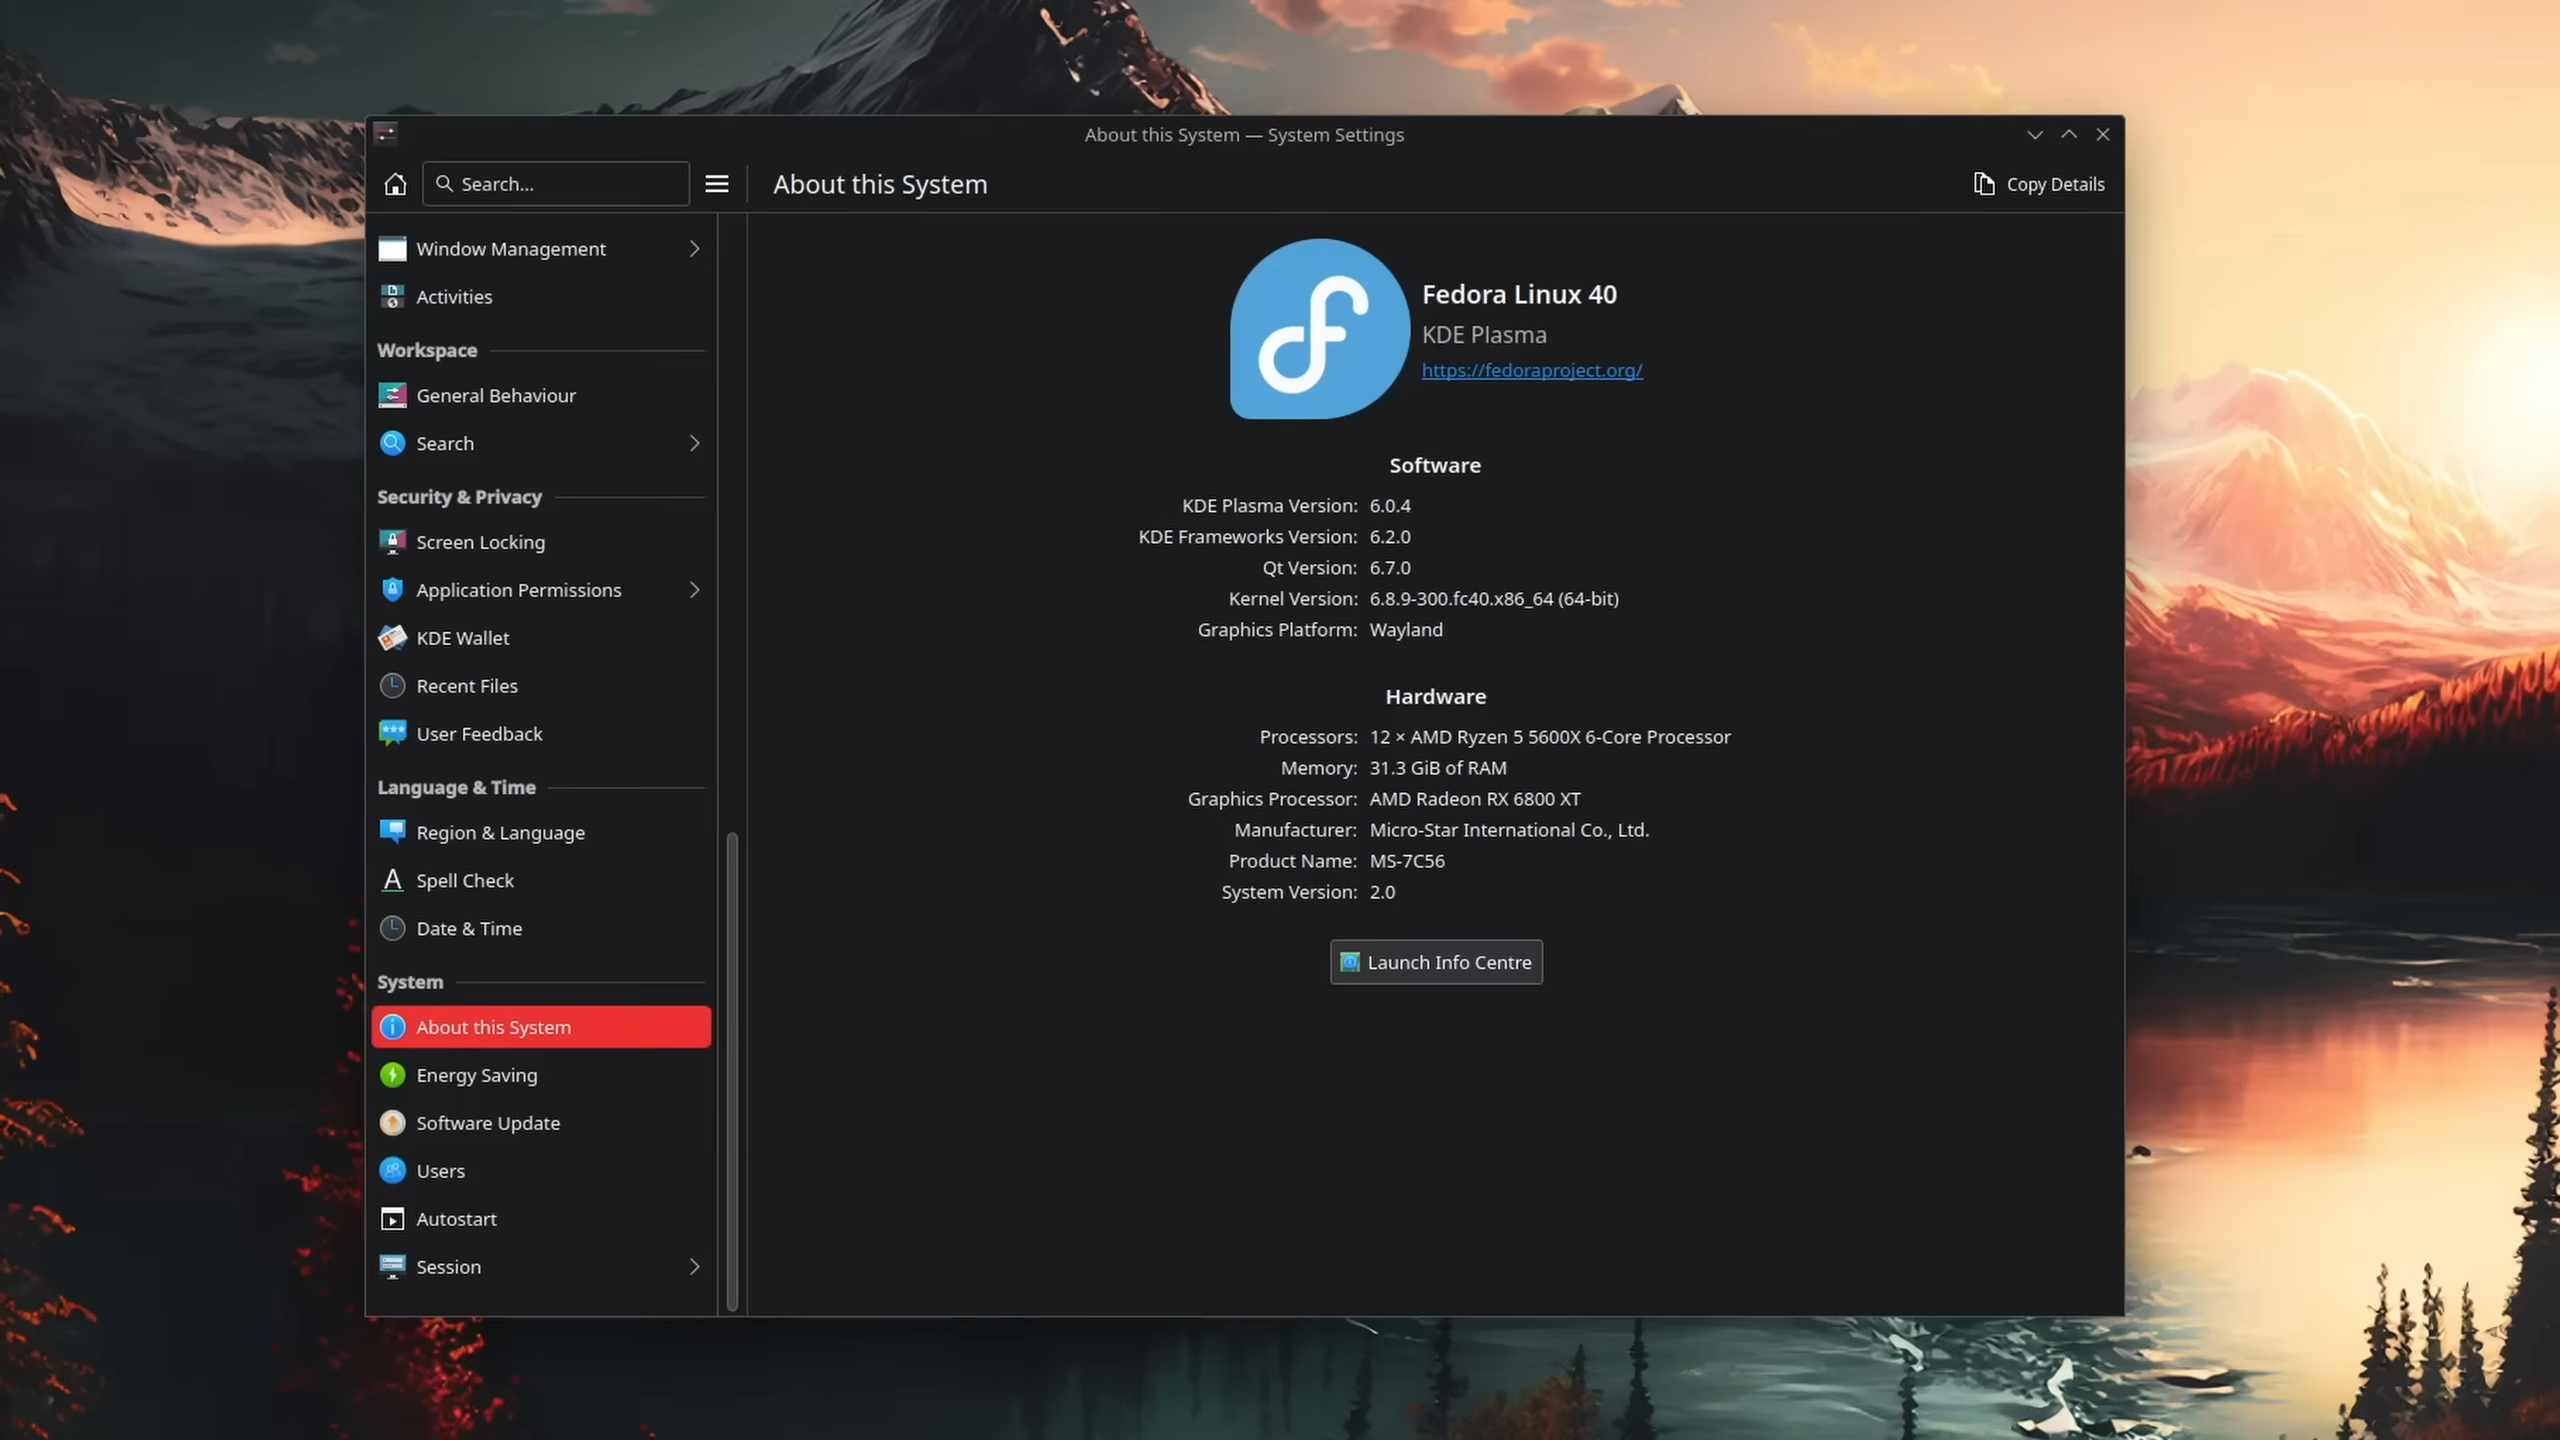 About this System — System Settings
Search...
About this System
Copy Details
Window Management
Activities
Workspace
General Behaviour
Search
Security & Privacy
Screen Locking
Application Permissions
KDE Wallet
Recent Files
User Feedback
Language & Time
Region & Language
Spell Check
Date & Time
System
About this System
Energy Saving
Software Update
Users
Autostart
Session
Fedora Linux 40
KDE Plasma
https://fedoraproject.org/
Software
KDE Plasma Version: 6.0.4
KDE Frameworks Version: 6.2.0
Qt Version: 6.7.0
Kernel Version: 6.8.9-300.fc40.x86_64 (64-bit)
Graphics Platform: Wayland
Hardware
Processors: 12 × AMD Ryzen 5 5600X 6-Core Processor
Memory: 31.3 GiB of RAM
Graphics Processor: AMD Radeon RX 6800 XT
Manufacturer: Micro-Star International Co., Ltd.
Product Name: MS-7C56
System Version: 2.0
Launch Info Centre